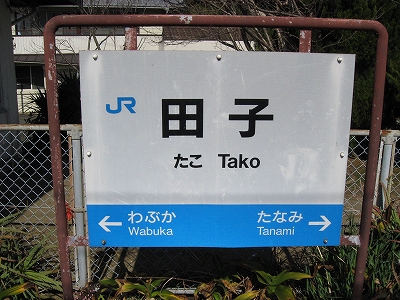 JR
田子
たこ Tako
← わぶか たなみ →
Wabuka Tanami